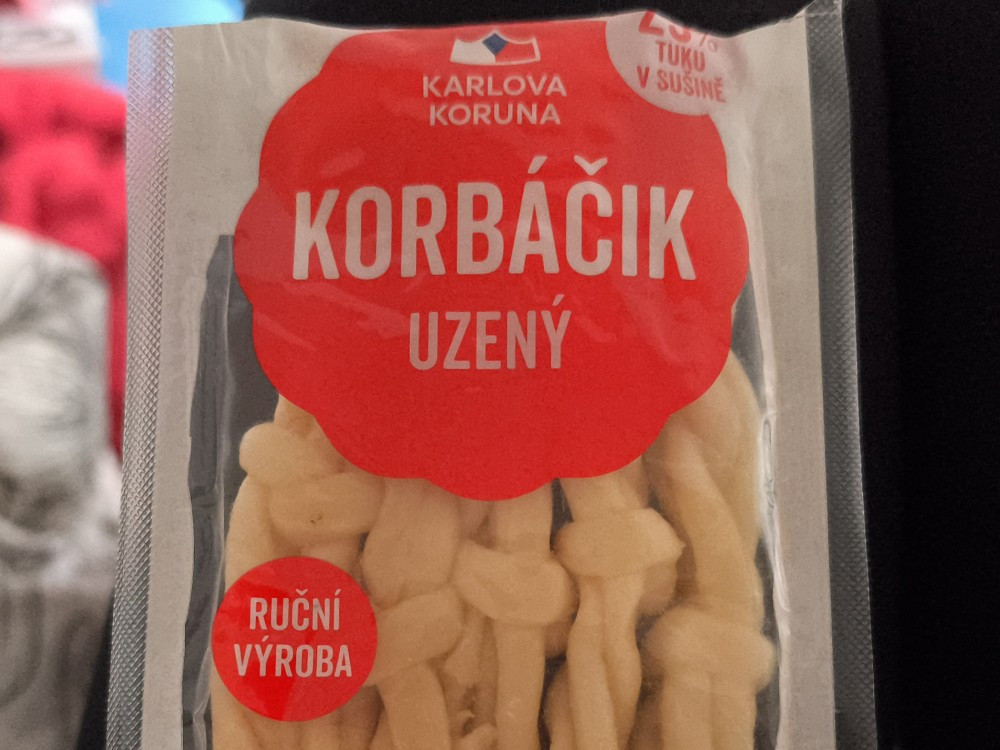 TUKU
V SUŠINĚ
KARLOVA
KORUNA
KORBÁČIK
UZENÝ
RUČNÍ
VÝROBA